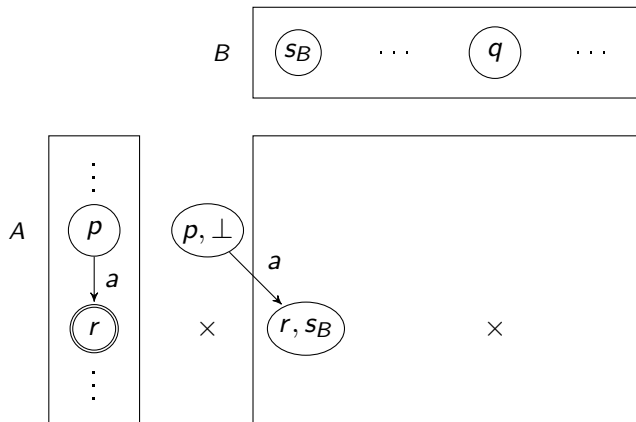 B s_B · · · q · · ·
A p p, ⊥
a a
r × r, s_B ×